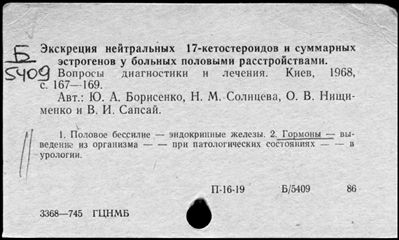 Б
5409
Экскреция нейтральных 17-кетостероидов и суммарных
эстрогенов у больных половыми расстройствами.
Вопросы диагностики и лечения. Киев, 1968,
с. 167—169.
Авт.: Ю. А. Борисенко, Н. М. Солнцева, О. В. Нищи-
менко и В. И. Сапсай.
1. Половое бессилие — эндокринные железы. 2. Гормоны — вы-
ведение из организма — — при патологических состояниях — — в
урологии.
П-16-19 Б/5409 86
3368—745 ГЦНМБ